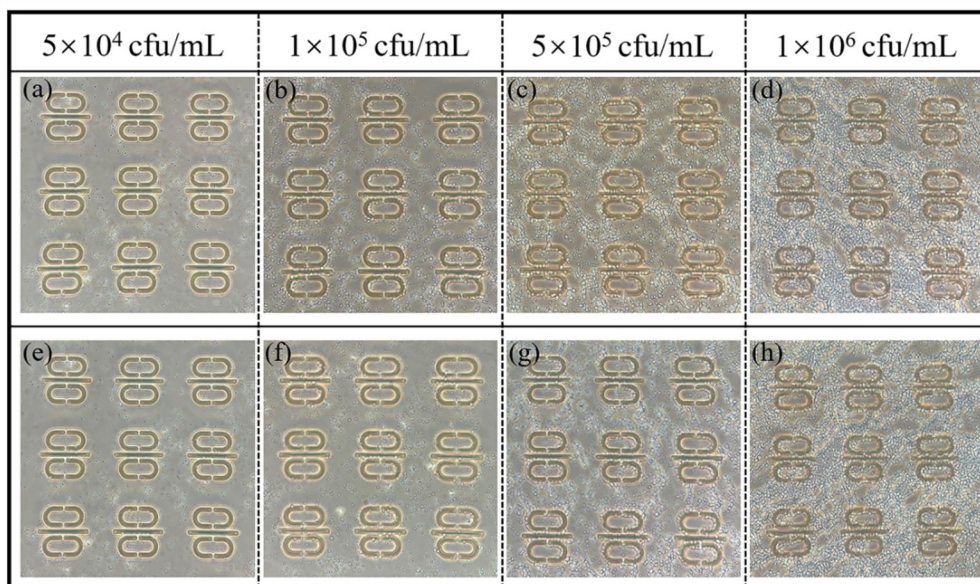 5×10⁴ cfu/mL 1×10⁵ cfu/mL 5×10⁵ cfu/mL 1×10⁶ cfu/mL
(a) (b) (c) (d)
(e) (f) (g) (h)